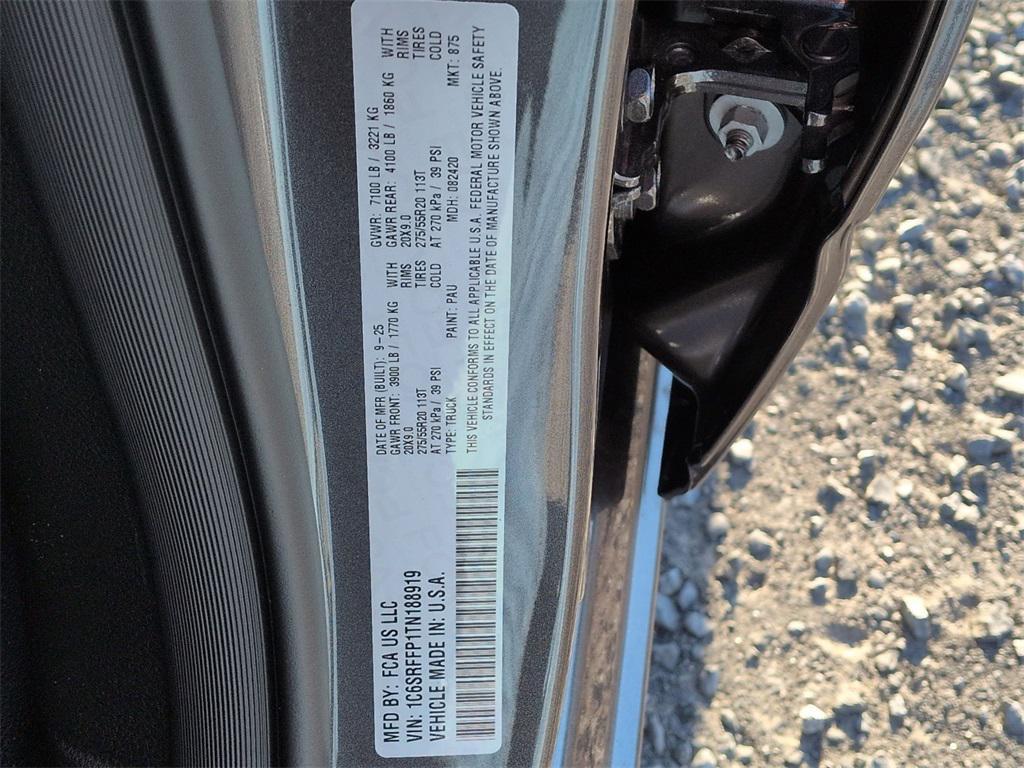 MFD BY: FCA US LLC
VIN: 1C6SRFFP1TN188919
VEHICLE MADE IN: U.S.A.
DATE OF MFR (BUILT): 9-25 GVWR: 7100 LB / 3221 KG
GAWR FRONT: 3900 LB / 1770 KG WITH GAWR REAR: 4100 LB / 1860 KG WITH
20X9.0 RIMS 20X9.0 RIMS
275/55R20 113T TIRES 275/55R20 113T TIRES
AT 270 kPa / 39 PSI COLD AT 270 kPa / 39 PSI COLD
TYPE: TRUCK PAINT: PAU MDH: 082420 MKT: 875
THIS VEHICLE CONFORMS TO ALL APPLICABLE U.S.A. FEDERAL MOTOR VEHICLE SAFETY
STANDARDS IN EFFECT ON THE DATE OF MANUFACTURE SHOWN ABOVE.